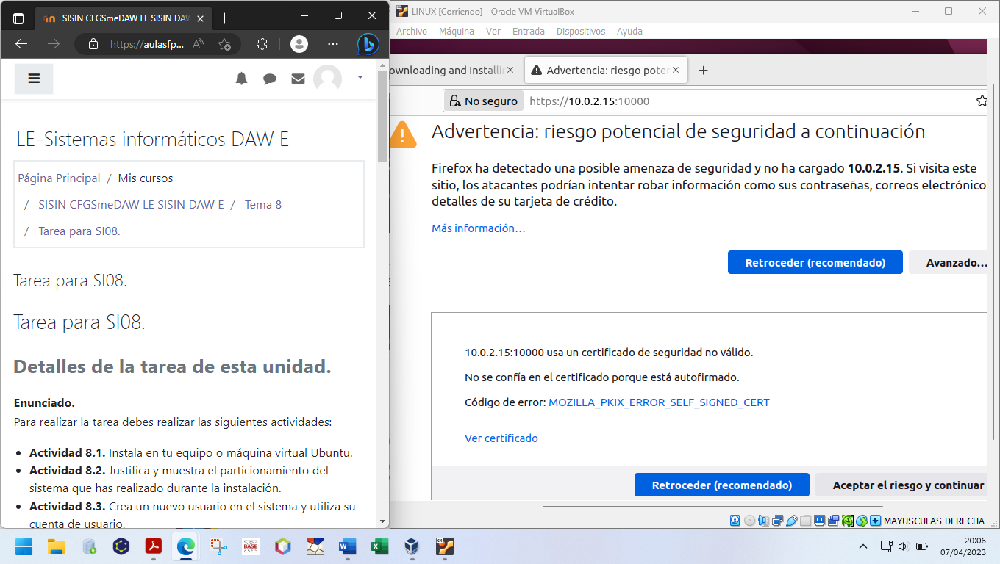 SISIN CFGSmeDAW LE SISIN DAW
https://aulasfp...
LE-Sistemas informáticos DAW E
Página Principal / Mis cursos
/ SISIN CFGSmeDAW LE SISIN DAW E / Tema 8
/ Tarea para SI08.
Tarea para SI08.
Tarea para SI08.
Detalles de la tarea de esta unidad.
Enunciado.
Para realizar la tarea debes realizar las siguientes actividades:
• Actividad 8.1. Instala en tu equipo o máquina virtual Ubuntu.
• Actividad 8.2. Justifica y muestra el particionamiento del
sistema que has realizado durante la instalación.
• Actividad 8.3. Crea un nuevo usuario en el sistema y utiliza su
cuenta de usuario.
LINUX [Corriendo] - Oracle VM VirtualBox
Archivo Máquina Ver Entrada Dispositivos Ayuda
ownloading and Installin
Advertencia: riesgo poter
No seguro https://10.0.2.15:10000
Advertencia: riesgo potencial de seguridad a continuación
Firefox ha detectado una posible amenaza de seguridad y no ha cargado 10.0.2.15. Si visita este
sitio, los atacantes podrían intentar robar información como sus contraseñas, correos electrónico
detalles de su tarjeta de crédito.
Más información…
Retroceder (recomendado)
Avanzado…
10.0.2.15:10000 usa un certificado de seguridad no válido.
No se confía en el certificado porque está autofirmado.
Código de error: MOZILLA_PKIX_ERROR_SELF_SIGNED_CERT
Ver certificado
Retroceder (recomendado)
Aceptar el riesgo y continuar
MAYUSCULAS DERECHA
BASE
64
20:06
07/04/2023